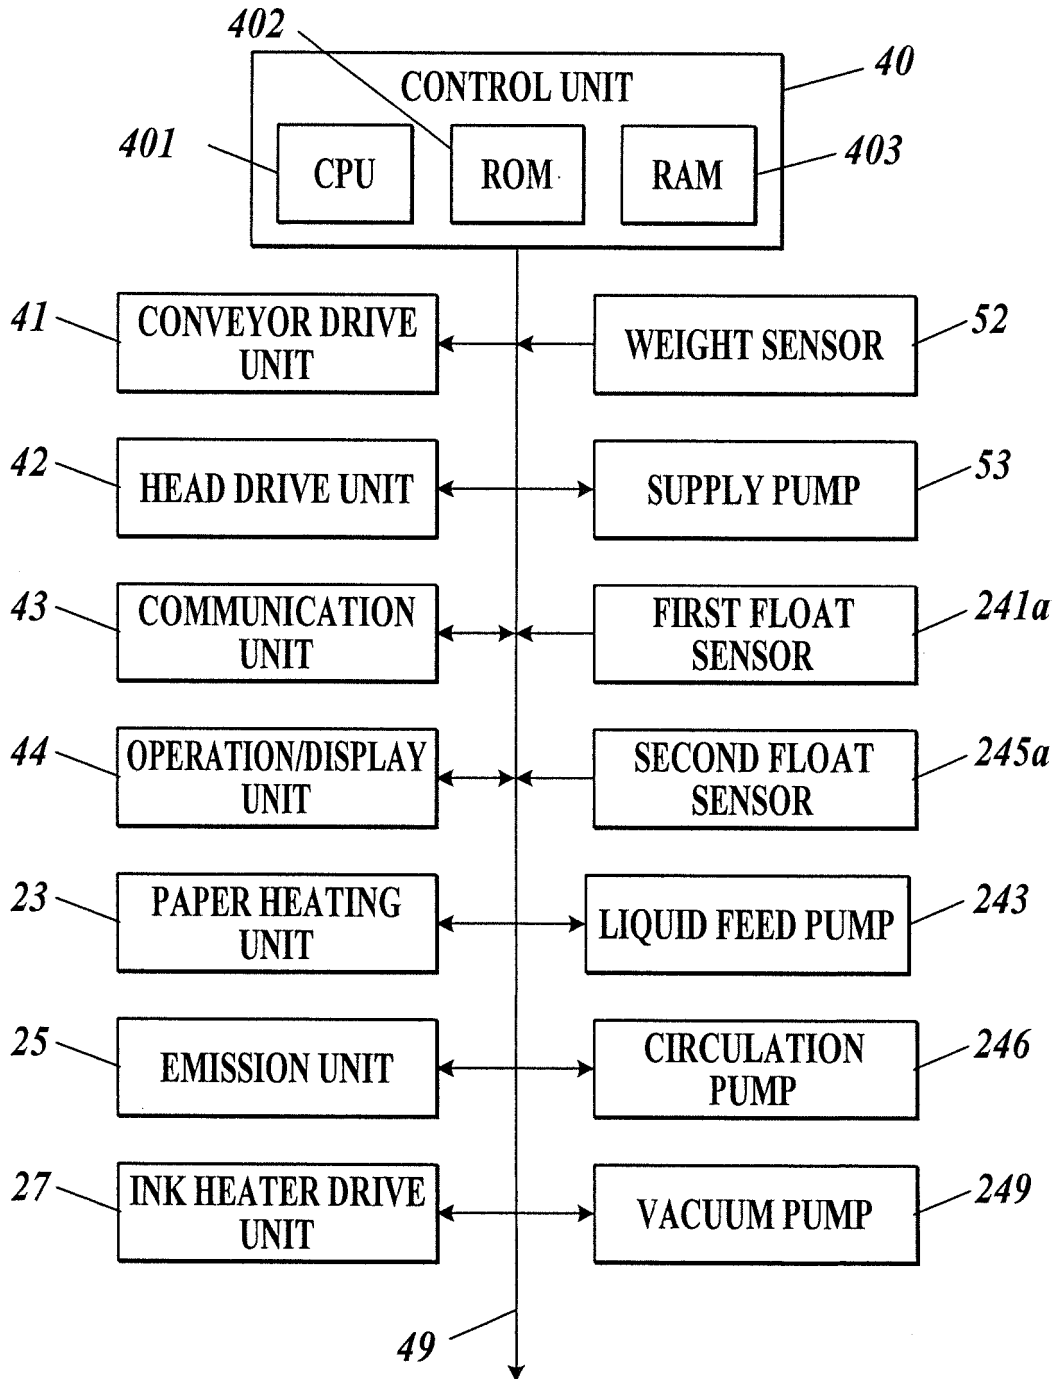 402
40
CONTROL UNIT
401
CPU
ROM
RAM
403
41
CONVEYOR DRIVE
UNIT
WEIGHT SENSOR
52
42
HEAD DRIVE UNIT
SUPPLY PUMP
53
43
COMMUNICATION
UNIT
FIRST FLOAT
SENSOR
241a
44
OPERATION/DISPLAY
UNIT
SECOND FLOAT
SENSOR
245a
23
PAPER HEATING
UNIT
LIQUID FEED PUMP
243
25
EMISSION UNIT
CIRCULATION
PUMP
246
27
INK HEATER DRIVE
UNIT
VACUUM PUMP
249
49